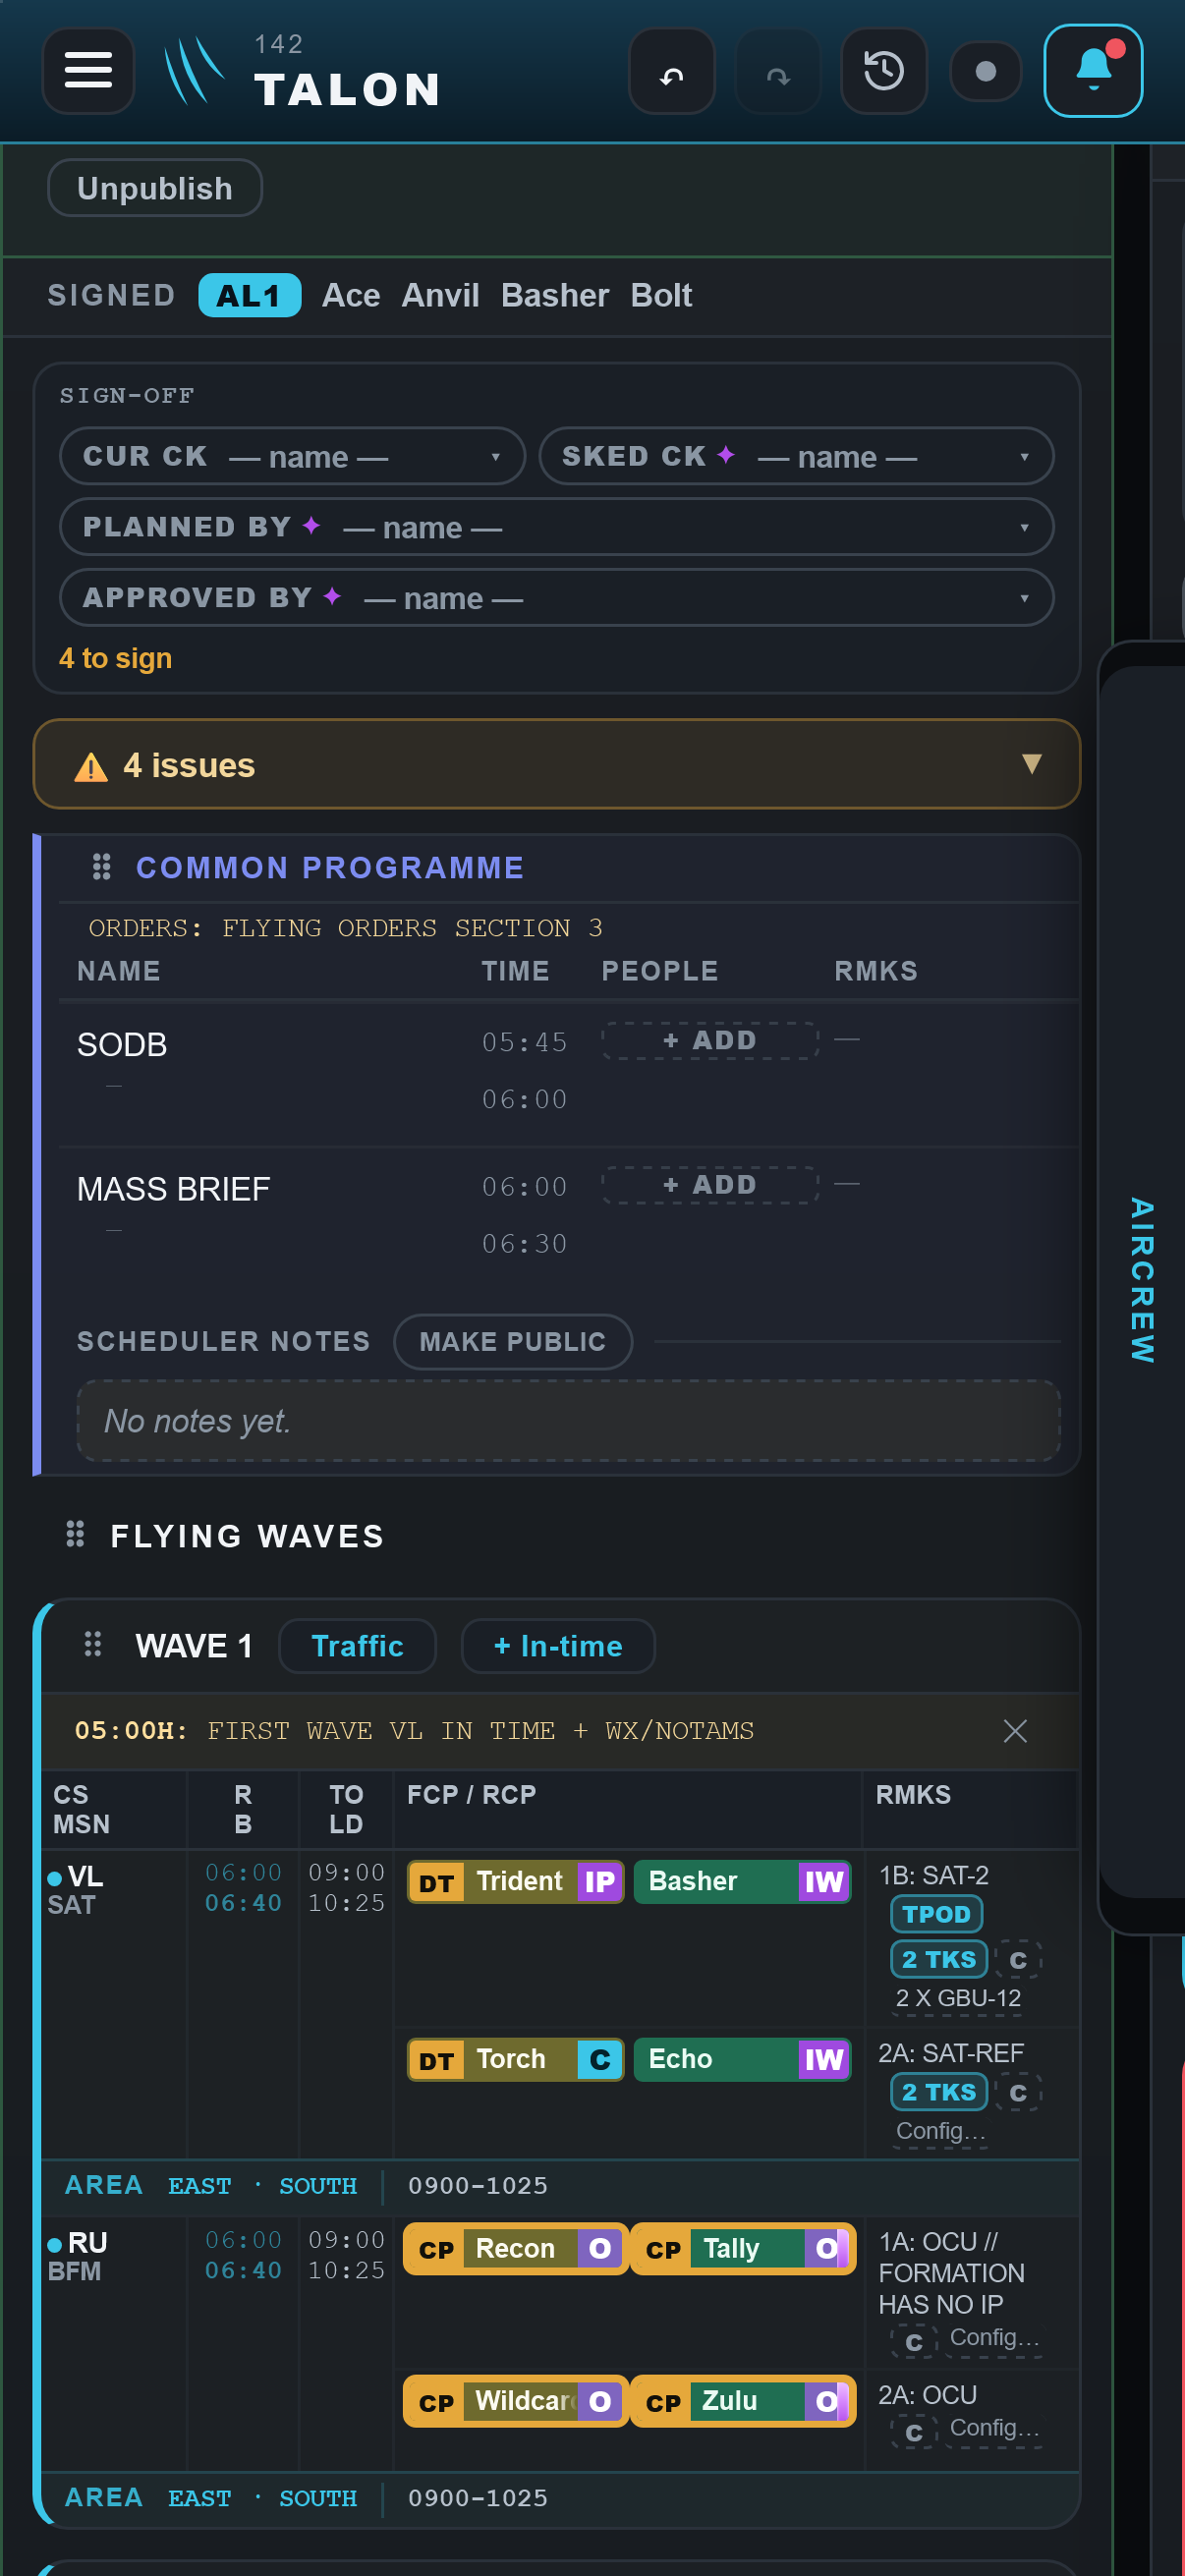 142
TALON
Unpublish
SIGNED AL1 Ace Anvil Basher Bolt
SIGN-OFF
CUR CK — name —
SKED CK ✦ — name —
PLANNED BY ✦ — name —
APPROVED BY ✦ — name —
4 to sign
4 issues
COMMON PROGRAMME
ORDERS: FLYING ORDERS SECTION 3
NAME TIME PEOPLE RMKS
SODB 05:45 + ADD —
— 06:00
MASS BRIEF 06:00 + ADD —
— 06:30
SCHEDULER NOTES MAKE PUBLIC
No notes yet.
AIRCREW
FLYING WAVES
WAVE 1 Traffic + In-time
05:00H: FIRST WAVE VL IN TIME + WX/NOTAMS
CS R TO FCP / RCP RMKS
MSN B LD
VL 06:00 09:00 DT Trident IP Basher IW 1B: SAT-2
SAT 06:40 10:25 TPOD
2 TKS C
2 X GBU-12
DT Torch C Echo IW 2A: SAT-REF
2 TKS C
Config...
AREA EAST · SOUTH 0900-1025
RU 06:00 09:00 CP Recon O CP Tally O 1A: OCU //
BFM 06:40 10:25 FORMATION
HAS NO IP
C Config...
CP Wildcard O CP Zulu O 2A: OCU
C Config...
AREA EAST · SOUTH 0900-1025